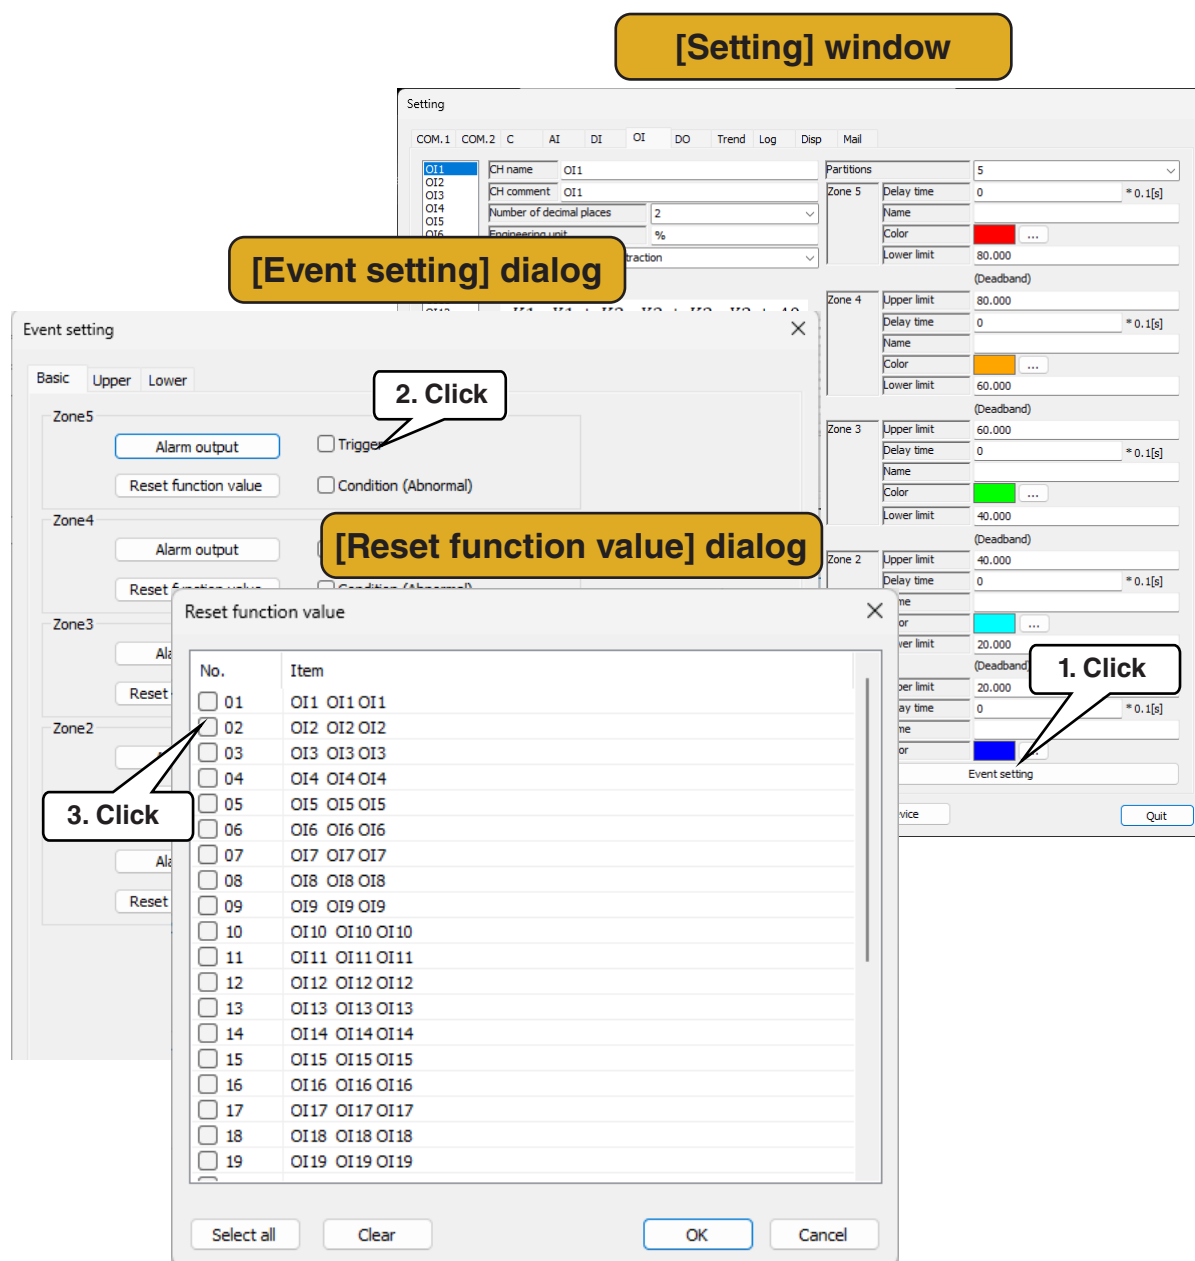 [Setting] window
Setting
COM.1 COM.2 C AI DI OI DO Trend Log Disp Mail
OI1
OI2
OI3
OI4
OI5
OI6
CH name OI1
CH comment OI1
Number of decimal places 2
Engineering unit %
Partitions 5
Zone 5 Delay time 0 * 0.1[s]
Name
Color ...
Lower limit 80.000
(Deadband)
Zone 4 Upper limit 80.000
Delay time 0 * 0.1[s]
Name
Color ...
Lower limit 60.000
(Deadband)
Zone 3 Upper limit 60.000
Delay time 0 * 0.1[s]
Name
Color ...
Lower limit 40.000
(Deadband)
Zone 2 Upper limit 40.000
Delay time 0 * 0.1[s]
...
20.000
(Deadband)
20.000
0 * 0.1[s]
1. Click
Event setting
Quit
[Event setting] dialog
Event setting
Basic Upper Lower
2. Click
Zone5
Alarm output Trigger
Reset function value Condition (Abnormal)
Zone4
Alarm output
Reset function value Condition (Abnormal)
Zone3
Reset
Zone2
Reset
[Reset function value] dialog
Reset function value
No. Item
01 OI1 OI1 OI1
02 OI2 OI2 OI2
03 OI3 OI3 OI3
04 OI4 OI4 OI4
05 OI5 OI5 OI5
06 OI6 OI6 OI6
07 OI7 OI7 OI7
08 OI8 OI8 OI8
09 OI9 OI9 OI9
10 OI10 OI10 OI10
11 OI11 OI11 OI11
12 OI12 OI12 OI12
13 OI13 OI13 OI13
14 OI14 OI14 OI14
15 OI15 OI15 OI15
16 OI16 OI16 OI16
17 OI17 OI17 OI17
18 OI18 OI18 OI18
19 OI19 OI19 OI19
3. Click
Select all Clear OK Cancel